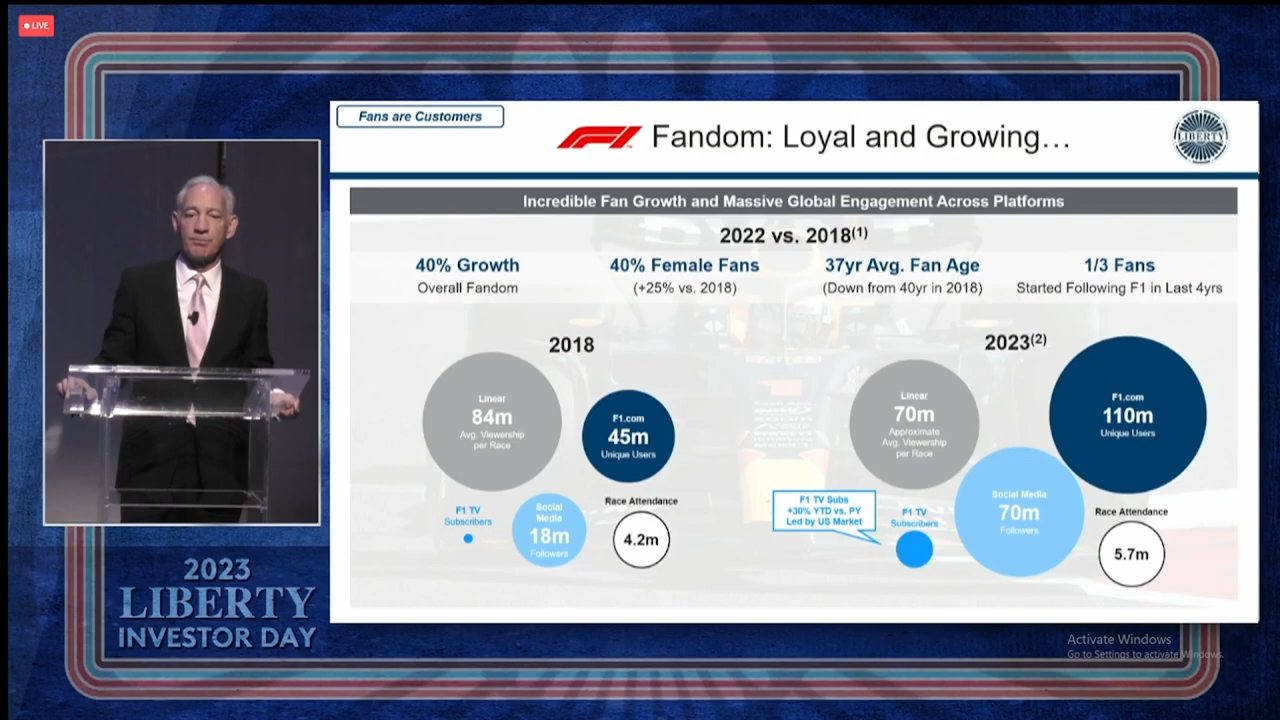 LIVE
Fans are Customers
Fandom: Loyal and Growing…
LIBERTY
Incredible Fan Growth and Massive Global Engagement Across Platforms
2022 vs. 2018(1)
40% Growth
Overall Fandom
40% Female Fans
(+25% vs. 2018)
37yr Avg. Fan Age
(Down from 40yr in 2018)
1/3 Fans
Started Following F1 in Last 4yrs
2018
Linear
84m
Avg. Viewership
per Race
F1.com
45m
Unique Users
F1 TV
Subscribers
Social
Media
18m
Followers
Race Attendance
4.2m
2023(2)
Linear
70m
Approximate
Avg. Viewership
per Race
F1.com
110m
Unique Users
F1 TV Subs
+30% YTD vs. PY
Led by US Market
F1 TV
Subscribers
Social Media
70m
Followers
Race Attendance
5.7m
2023
LIBERTY
INVESTOR DAY
Activate Windows
Go to Settings to activate Windows.